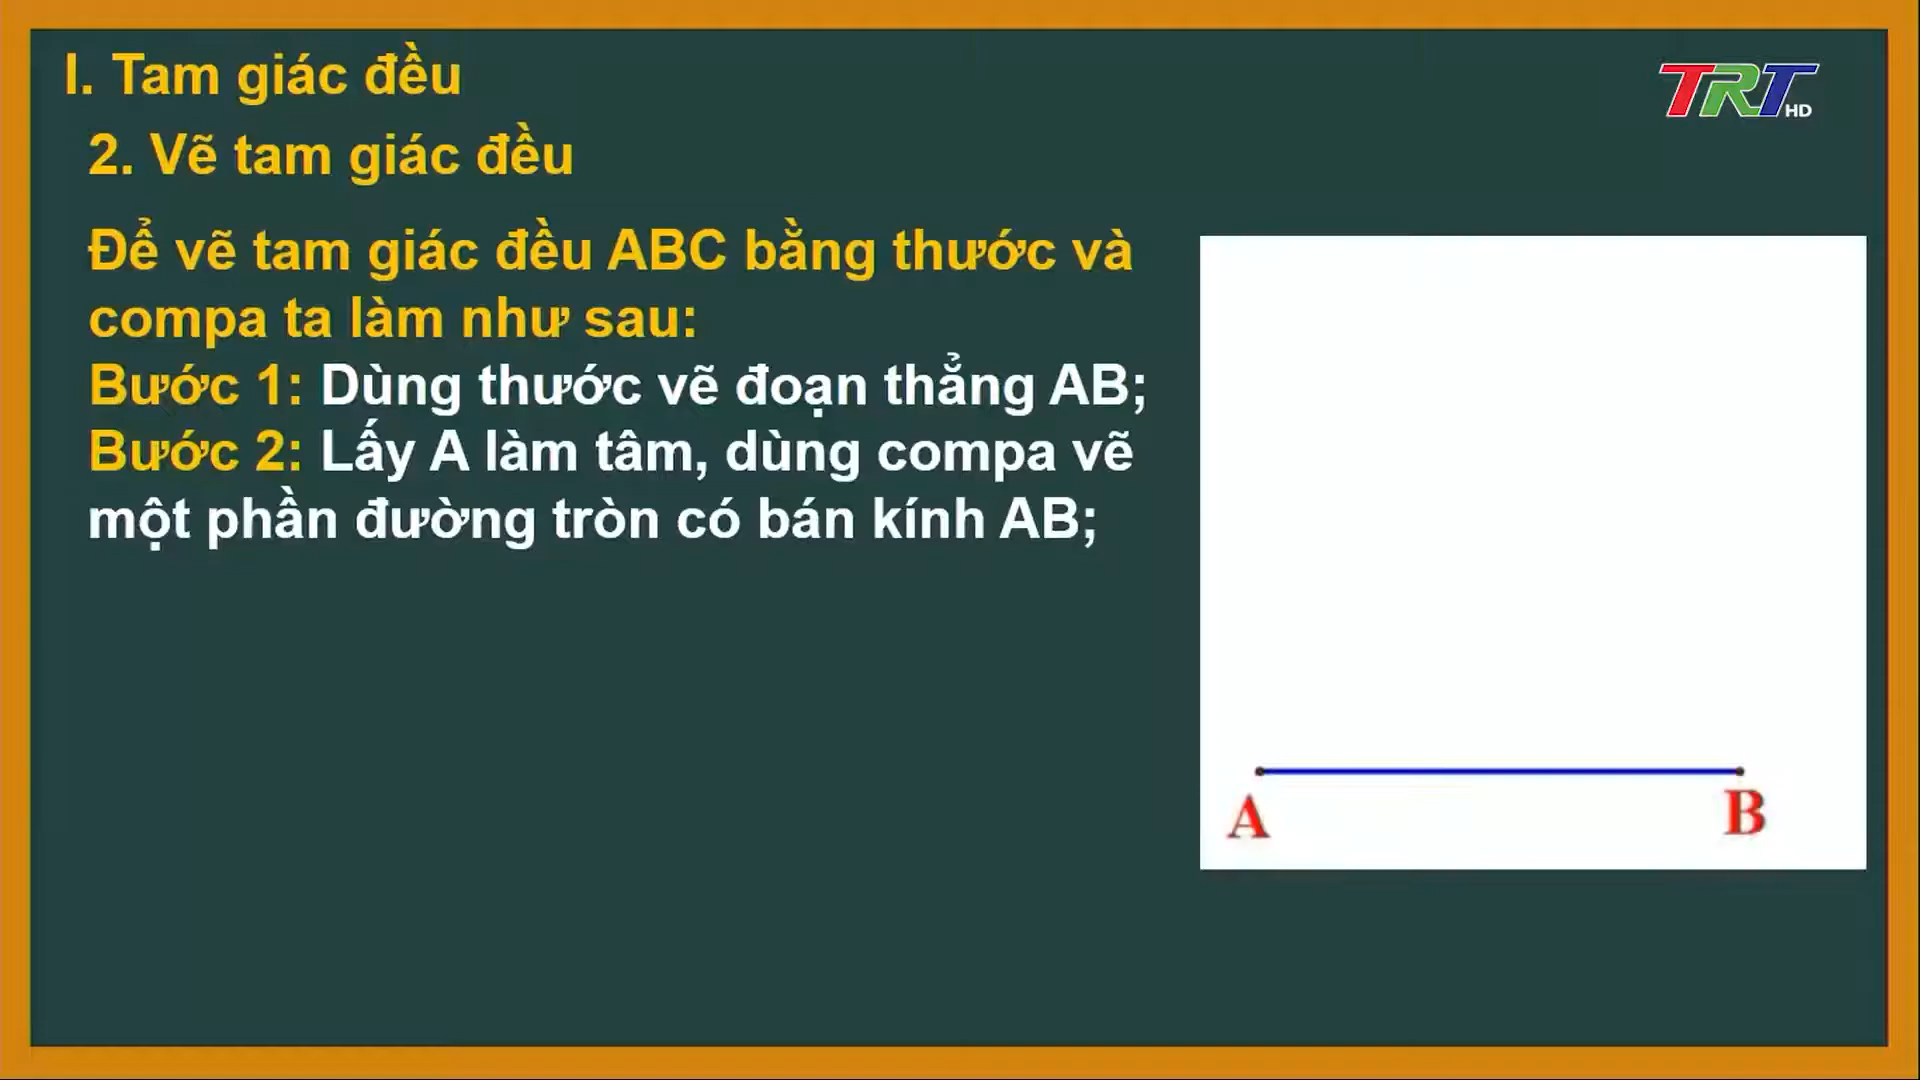 I. Tam giác đều
TRT HD
2. Vẽ tam giác đều
Để vẽ tam giác đều ABC bằng thước và
compa ta làm như sau:
Bước 1: Dùng thước vẽ đoạn thẳng AB;
Bước 2: Lấy A làm tâm, dùng compa vẽ
một phần đường tròn có bán kính AB;
A B